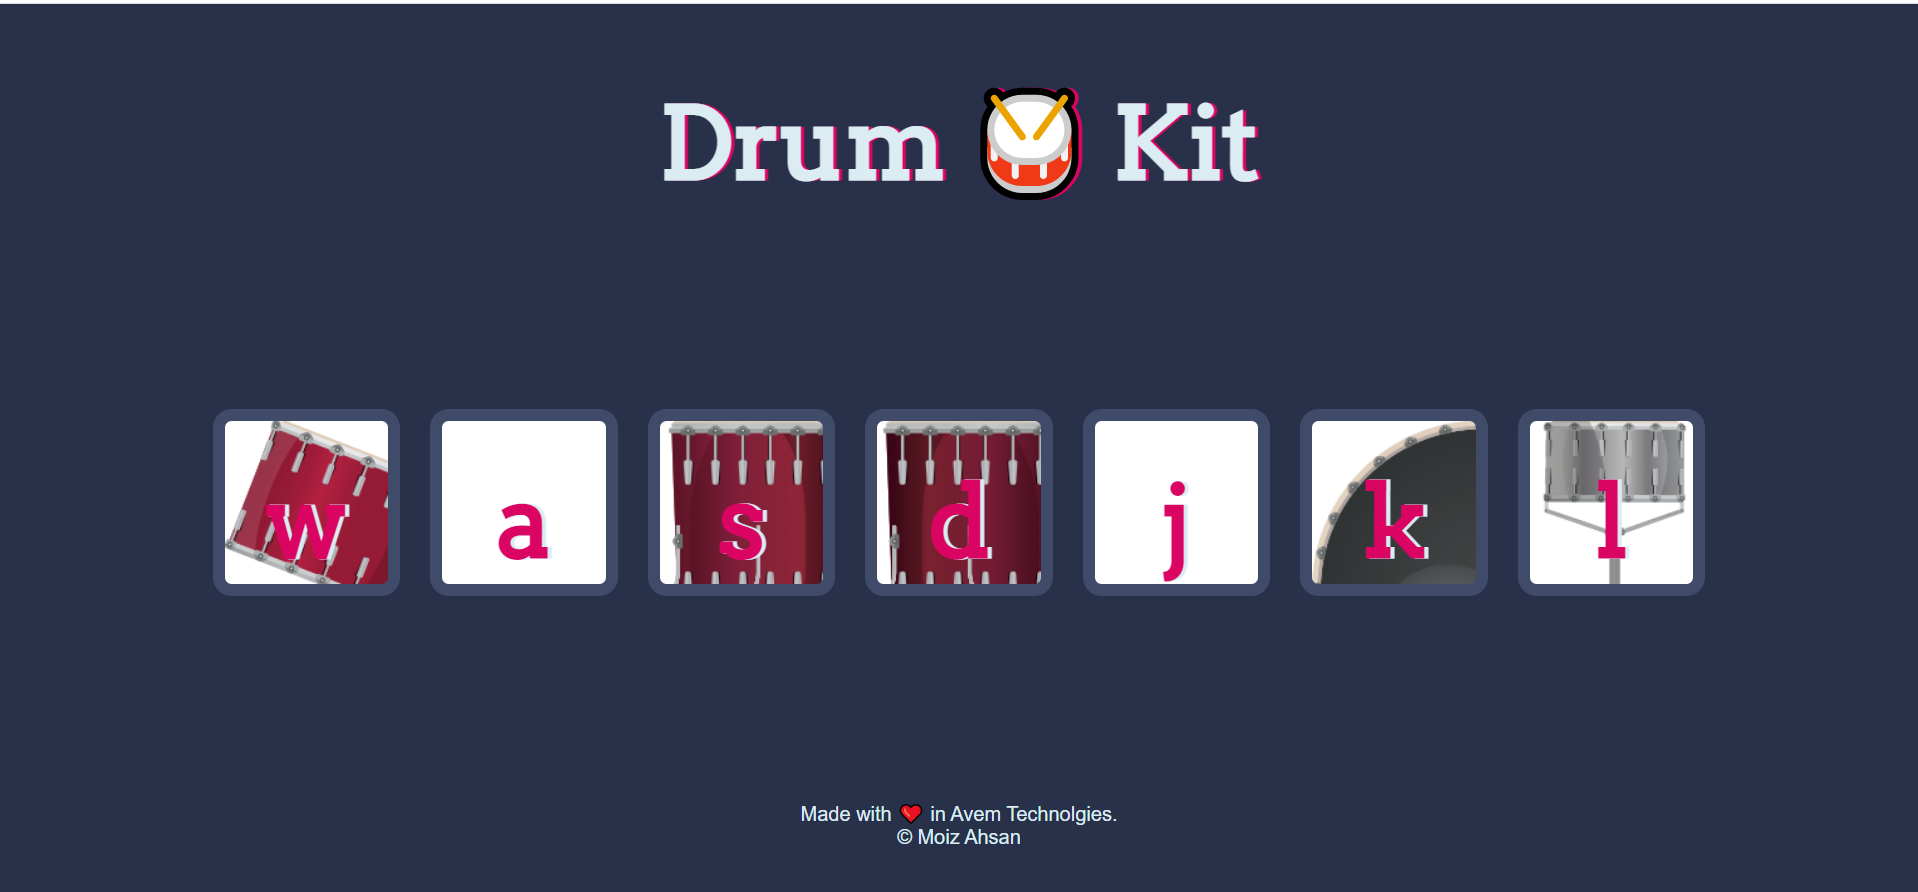 Drum 🥁 Kit
w a s d j k l
Made with ❤️ in Avem Technolgies.
© Moiz Ahsan